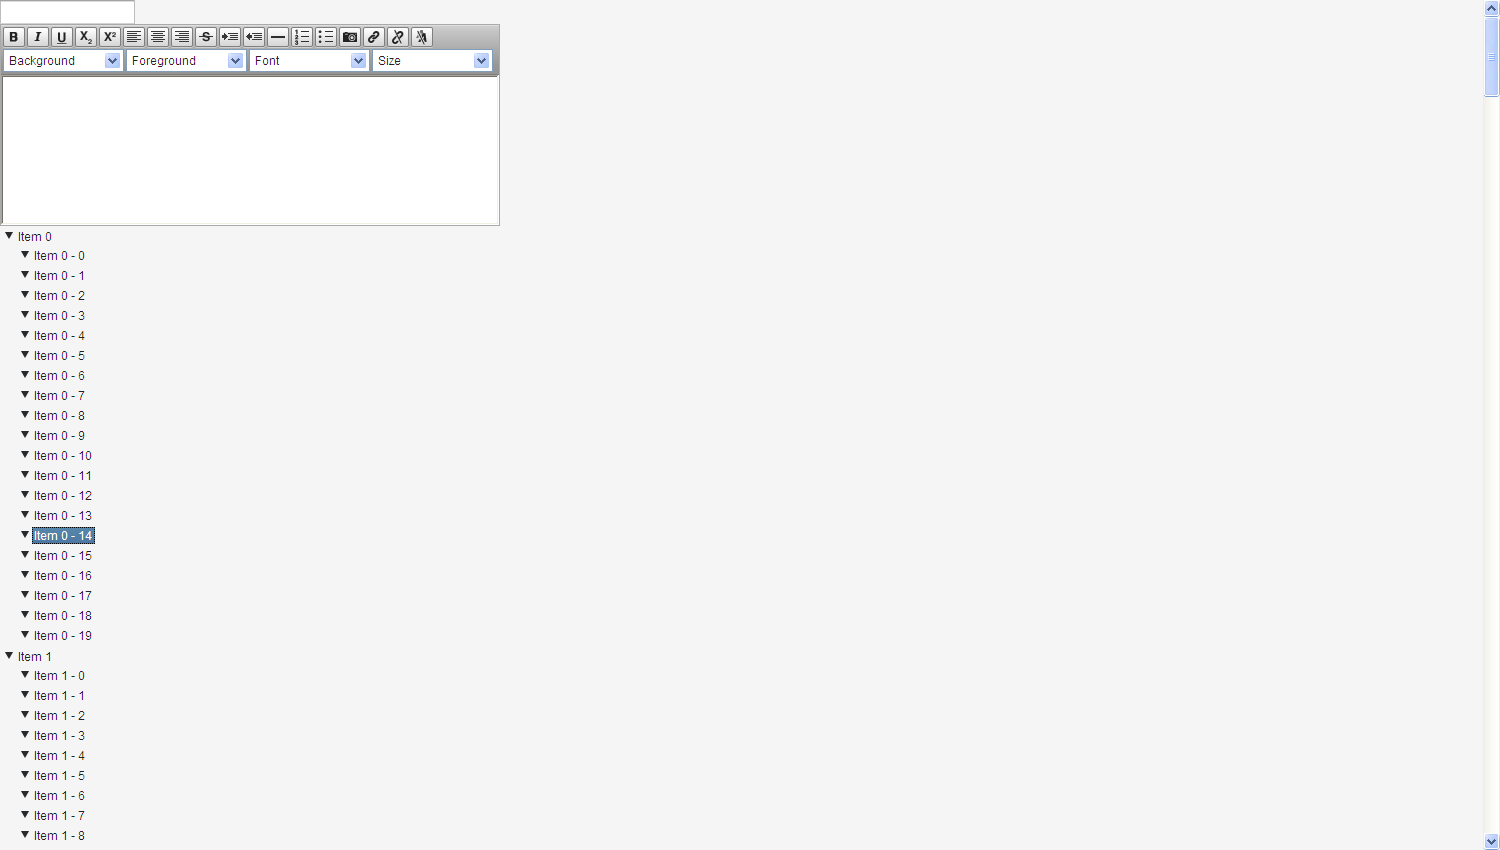 B I U X₂ X² S
Background Foreground Font Size
Item 0
Item 0 - 0
Item 0 - 1
Item 0 - 2
Item 0 - 3
Item 0 - 4
Item 0 - 5
Item 0 - 6
Item 0 - 7
Item 0 - 8
Item 0 - 9
Item 0 - 10
Item 0 - 11
Item 0 - 12
Item 0 - 13
Item 0 - 14
Item 0 - 15
Item 0 - 16
Item 0 - 17
Item 0 - 18
Item 0 - 19
Item 1
Item 1 - 0
Item 1 - 1
Item 1 - 2
Item 1 - 3
Item 1 - 4
Item 1 - 5
Item 1 - 6
Item 1 - 7
Item 1 - 8